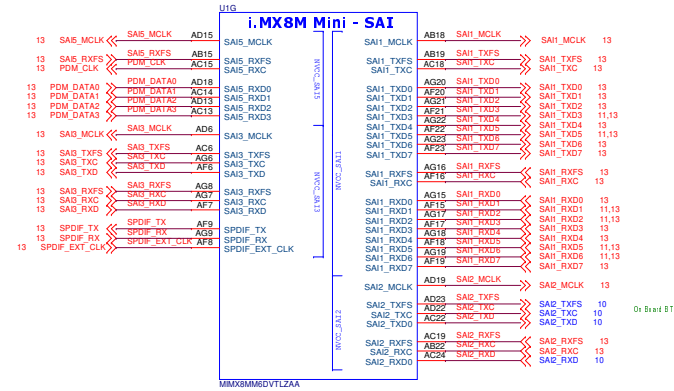 U1G
i.MX8M Mini - SAI
13 SAI5_MCLK SAI5_MCLK AD15 SAI5_MCLK
13 SAI5_RXFS SAI5_RXFS AB15 SAI5_RXFS
13 PDM_CLK PDM_CLK AC15 SAI5_RXC
13 PDM_DATA0 PDM_DATA0 AD18 SAI5_RXD0
13 PDM_DATA1 PDM_DATA1 AC14 SAI5_RXD1
13 PDM_DATA2 PDM_DATA2 AD13 SAI5_RXD2
13 PDM_DATA3 PDM_DATA3 AC13 SAI5_RXD3
13 SAI3_MCLK SAI3_MCLK AD6 SAI3_MCLK
13 SAI3_TXFS SAI3_TXFS AC6 SAI3_TXFS
13 SAI3_TXC SAI3_TXC AG6 SAI3_TXC
13 SAI3_TXD SAI3_TXD AF6 SAI3_TXD
13 SAI3_RXFS SAI3_RXFS AG8 SAI3_RXFS
13 SAI3_RXC SAI3_RXC AG7 SAI3_RXC
13 SAI3_RXD SAI3_RXD AF7 SAI3_RXD
13 SPDIF_TX SPDIF_TX AF9 SPDIF_TX
13 SPDIF_RX SPDIF_RX AG9 SPDIF_RX
13 SPDIF_EXT_CLK SPDIF_EXT_CLK AF8 SPDIF_EXT_CLK
NVCC_SAI5
NVCC_SAI3
NVCC_SAI1
NVCC_SAI2
SAI1_MCLK AB18 SAI1_MCLK SAI1_MCLK 13
SAI1_TXFS AB19 SAI1_TXFS SAI1_TXFS 13
SAI1_TXC AC18 SAI1_TXC SAI1_TXC 13
SAI1_TXD0 AG20 SAI1_TXD0 SAI1_TXD0 13
SAI1_TXD1 AF20 SAI1_TXD1 SAI1_TXD1 13
SAI1_TXD2 AG21 SAI1_TXD2 SAI1_TXD2 13
SAI1_TXD3 AF21 SAI1_TXD3 SAI1_TXD3 11,13
SAI1_TXD4 AG22 SAI1_TXD4 SAI1_TXD4 13
SAI1_TXD5 AF22 SAI1_TXD5 SAI1_TXD5 11,13
SAI1_TXD6 AG23 SAI1_TXD6 SAI1_TXD6 13
SAI1_TXD7 AF23 SAI1_TXD7 SAI1_TXD7 13
SAI1_RXFS AG16 SAI1_RXFS SAI1_RXFS 13
SAI1_RXC AF16 SAI1_RXC SAI1_RXC 13
SAI1_RXD0 AG15 SAI1_RXD0 SAI1_RXD0 13
SAI1_RXD1 AF15 SAI1_RXD1 SAI1_RXD1 11,13
SAI1_RXD2 AG17 SAI1_RXD2 SAI1_RXD2 11,13
SAI1_RXD3 AF17 SAI1_RXD3 SAI1_RXD3 13
SAI1_RXD4 AG18 SAI1_RXD4 SAI1_RXD4 13
SAI1_RXD5 AF18 SAI1_RXD5 SAI1_RXD5 11,13
SAI1_RXD6 AG19 SAI1_RXD6 SAI1_RXD6 11,13
SAI1_RXD7 AF19 SAI1_RXD7 SAI1_RXD7 13
SAI2_MCLK AD19 SAI2_MCLK SAI2_MCLK 13
SAI2_TXFS AD23 SAI2_TXFS SAI2_TXFS 10
SAI2_TXC AD22 SAI2_TXC SAI2_TXC 10
SAI2_TXD0 AC22 SAI2_TXD SAI2_TXD 10
On Board BT
SAI2_RXFS AC19 SAI2_RXFS SAI2_RXFS 13
SAI2_RXC AB22 SAI2_RXC SAI2_RXC 13
SAI2_RXD0 AC24 SAI2_RXD SAI2_RXD 10
MIMX8MM6DVTLZAA